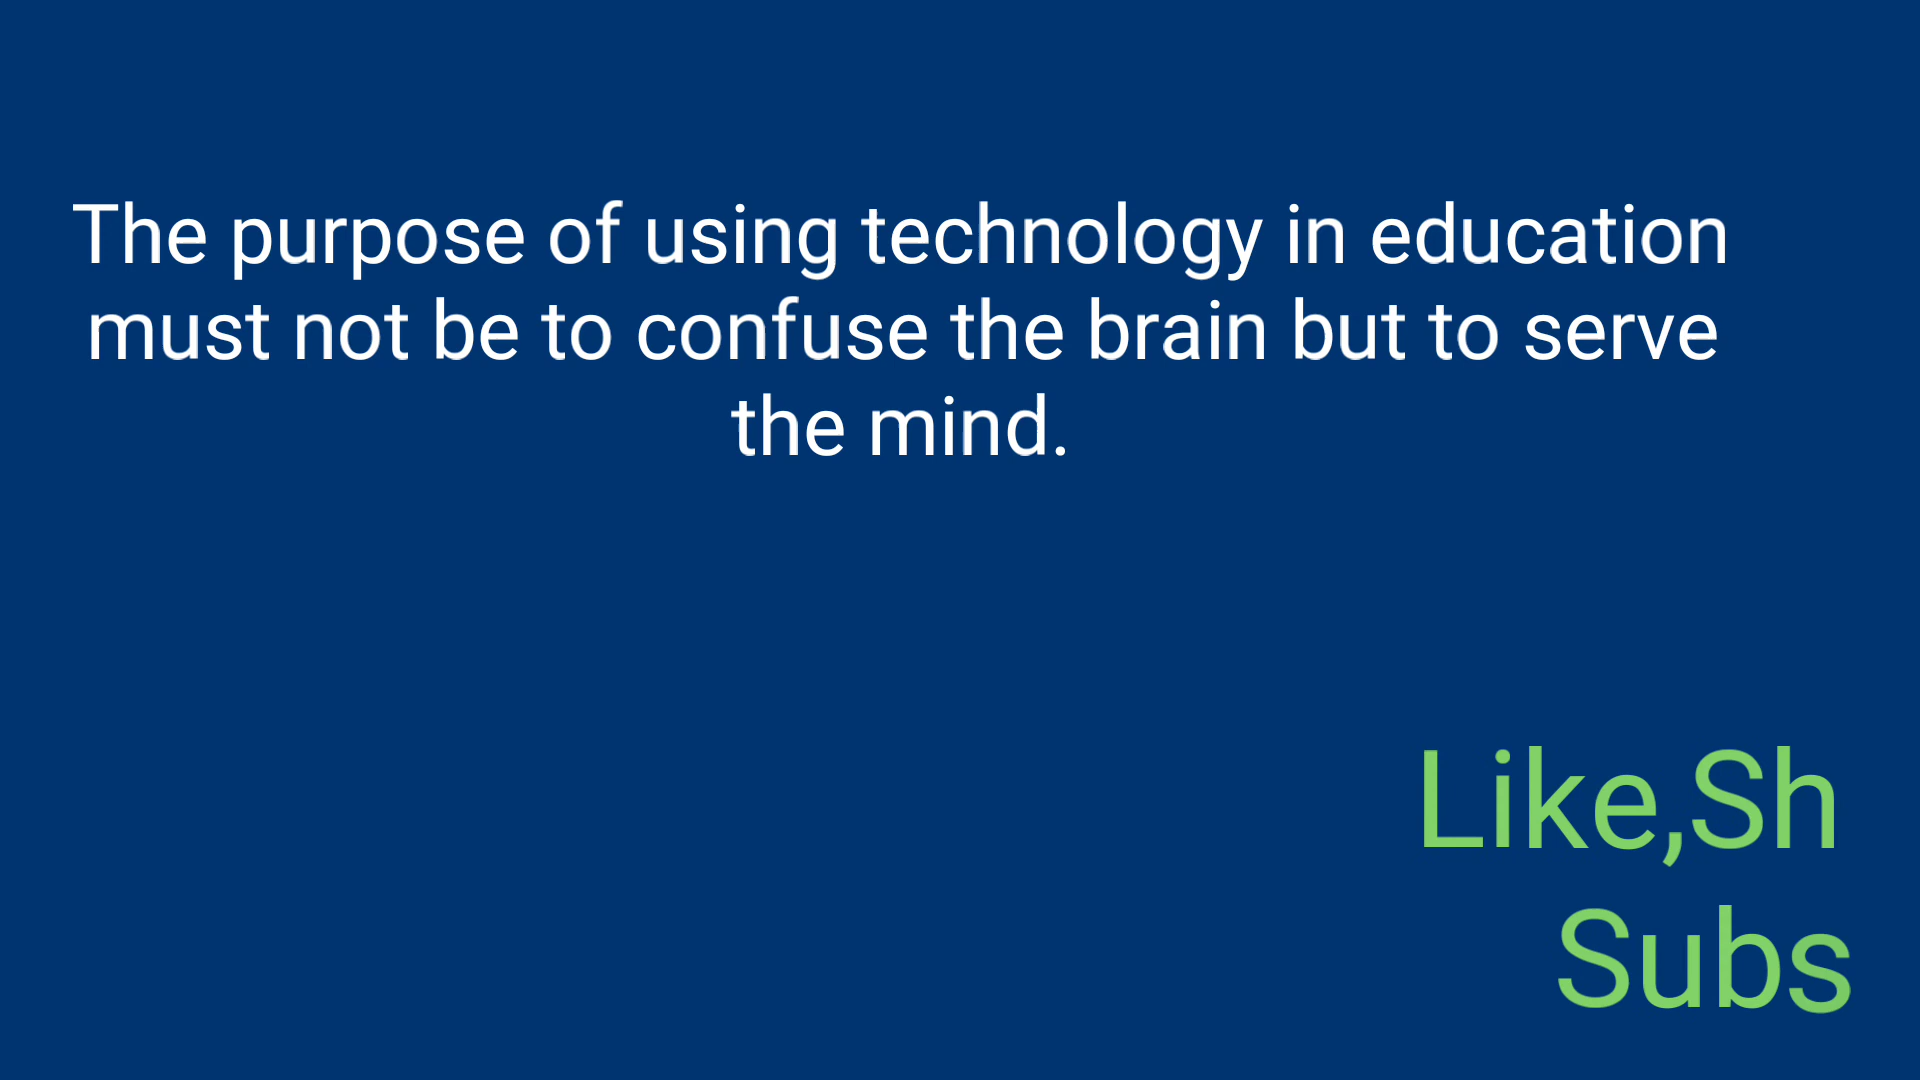 The purpose of using technology in education
must not be to confuse the brain but to serve
the mind.
Like,Sh
Subs